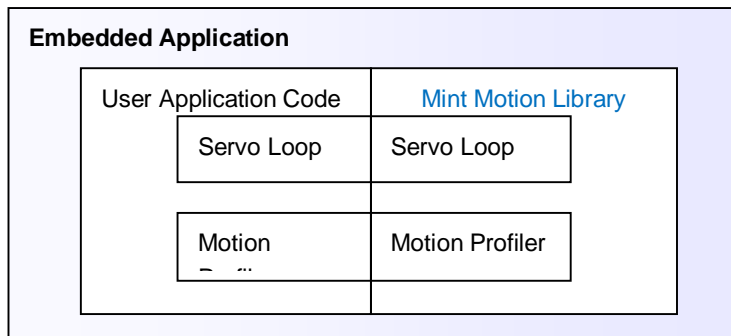 Embedded Application
User Application Code Mint Motion Library
Servo Loop Servo Loop
Motion Motion Profiler